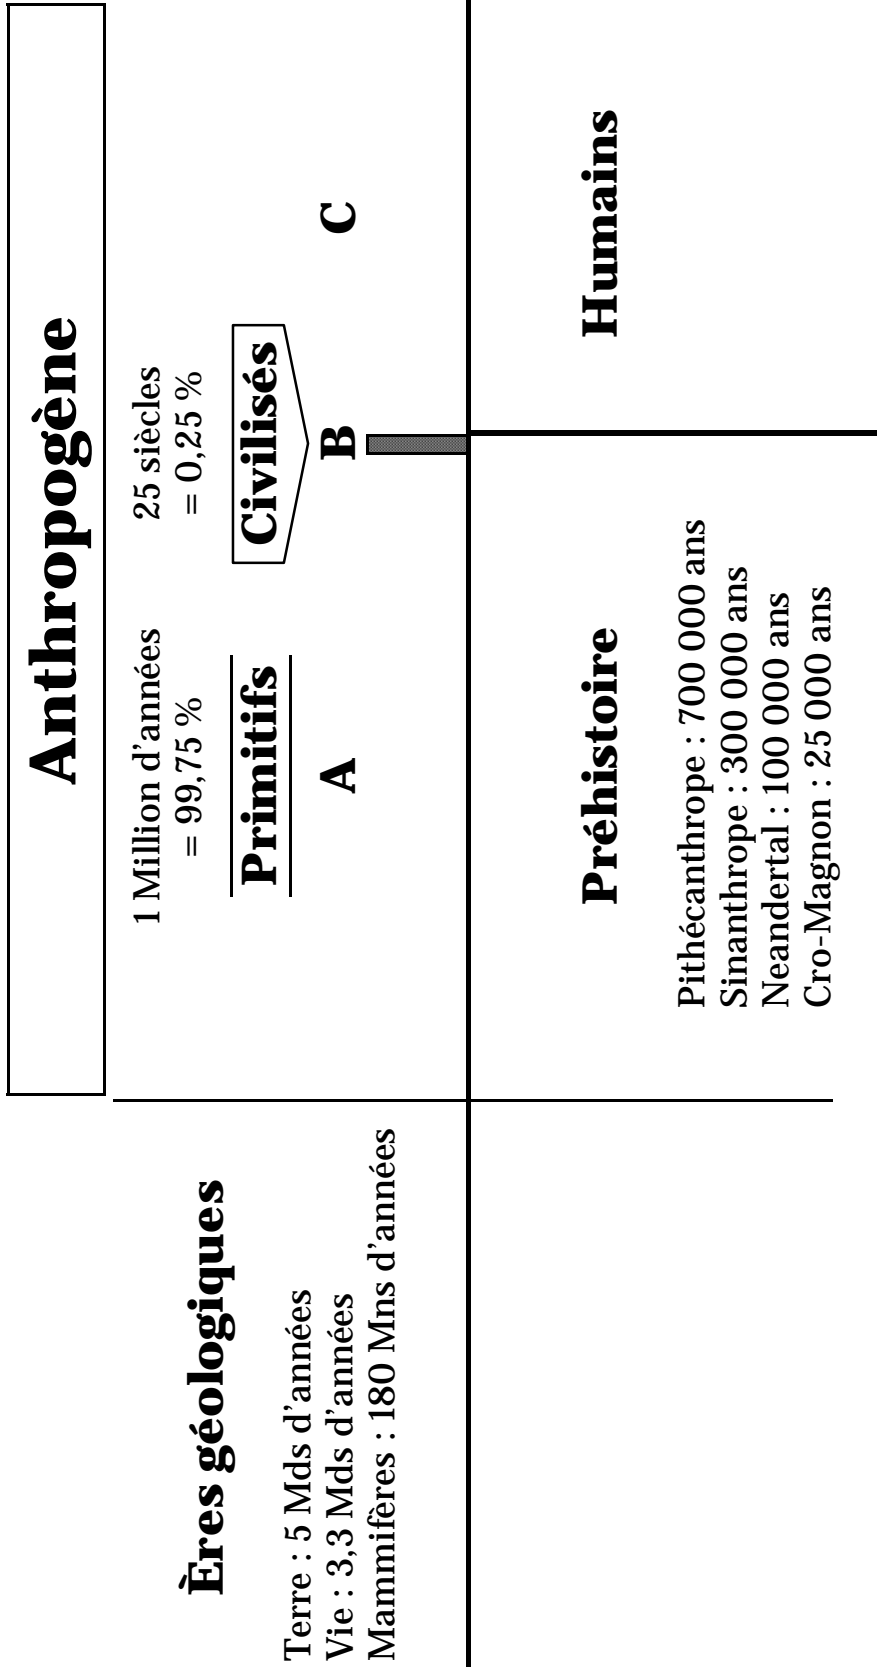 Anthropogène
Ères géologiques
Terre : 5 Mds d’années
Vie : 3,3 Mds d’années
Mammifères : 180 Mns d’années
1 Million d’années
= 99,75 %
Primitifs
A
25 siècles
= 0,25 %
Civilisés
B
C
Préhistoire
Pithécanthrope : 700 000 ans
Sinanthrope : 300 000 ans
Neandertal : 100 000 ans
Cro-Magnon : 25 000 ans
Humains